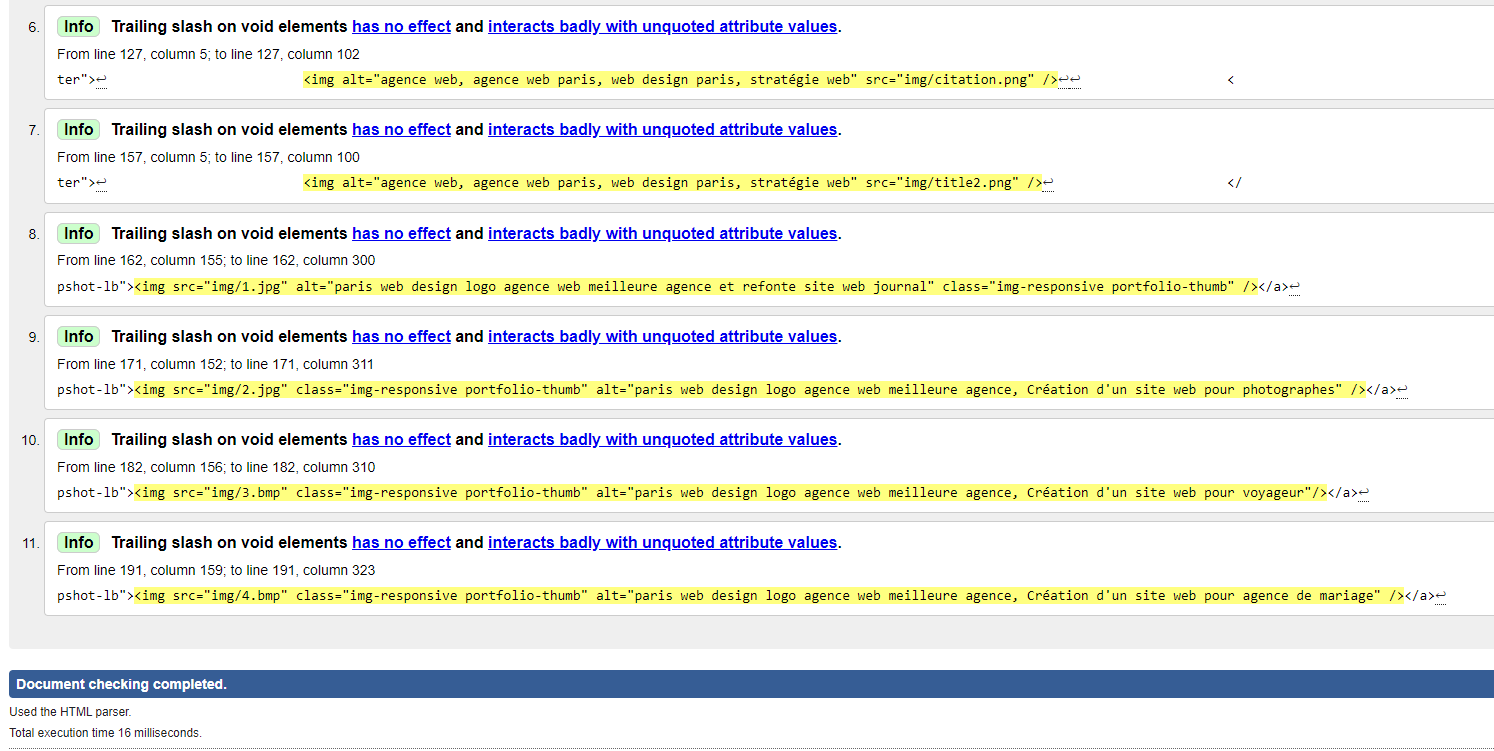 6. Info Trailing slash on void elements has no effect and interacts badly with unquoted attribute values.
From line 127, column 5; to line 127, column 102
ter">↩ <img alt="agence web, agence web paris, web design paris, stratégie web" src="img/citation.png" />↩↩ <
7. Info Trailing slash on void elements has no effect and interacts badly with unquoted attribute values.
From line 157, column 5; to line 157, column 100
ter">↩ <img alt="agence web, agence web paris, web design paris, stratégie web" src="img/title2.png" />↩ </
8. Info Trailing slash on void elements has no effect and interacts badly with unquoted attribute values.
From line 162, column 155; to line 162, column 300
pshot-lb"><img src="img/1.jpg" alt="paris web design logo agence web meilleure agence et refonte site web journal" class="img-responsive portfolio-thumb" /></a>↩
9. Info Trailing slash on void elements has no effect and interacts badly with unquoted attribute values.
From line 171, column 152; to line 171, column 311
pshot-lb"><img src="img/2.jpg" class="img-responsive portfolio-thumb" alt="paris web design logo agence web meilleure agence, Création d'un site web pour photographes" /></a>↩
10. Info Trailing slash on void elements has no effect and interacts badly with unquoted attribute values.
From line 182, column 156; to line 182, column 310
pshot-lb"><img src="img/3.bmp" class="img-responsive portfolio-thumb" alt="paris web design logo agence web meilleure agence, Création d'un site web pour voyageur"/></a>↩
11. Info Trailing slash on void elements has no effect and interacts badly with unquoted attribute values.
From line 191, column 159; to line 191, column 323
pshot-lb"><img src="img/4.bmp" class="img-responsive portfolio-thumb" alt="paris web design logo agence web meilleure agence, Création d'un site web pour agence de mariage" /></a>↩
Document checking completed.
Used the HTML parser.
Total execution time 16 milliseconds.